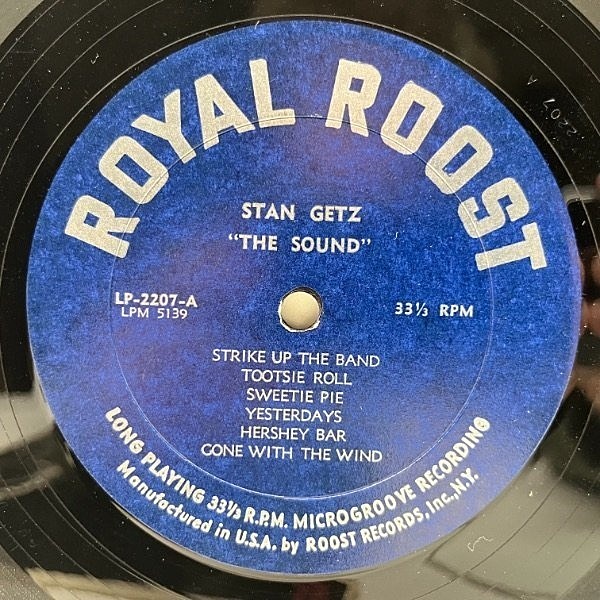 ROYAL ROOST
STAN GETZ
"THE SOUND"
LP-2207-A
LPM 5139
33⅓ RPM
STRIKE UP THE BAND
TOOTSIE ROLL
SWEETIE PIE
YESTERDAYS
HERSHEY BAR
GONE WITH THE WIND
LONG PLAYING 33⅓ R.P.M. MICROGROOVE RECORDING
Manufactured in U.S.A. by ROOST RECORDS, Inc., N.Y.
2207 A